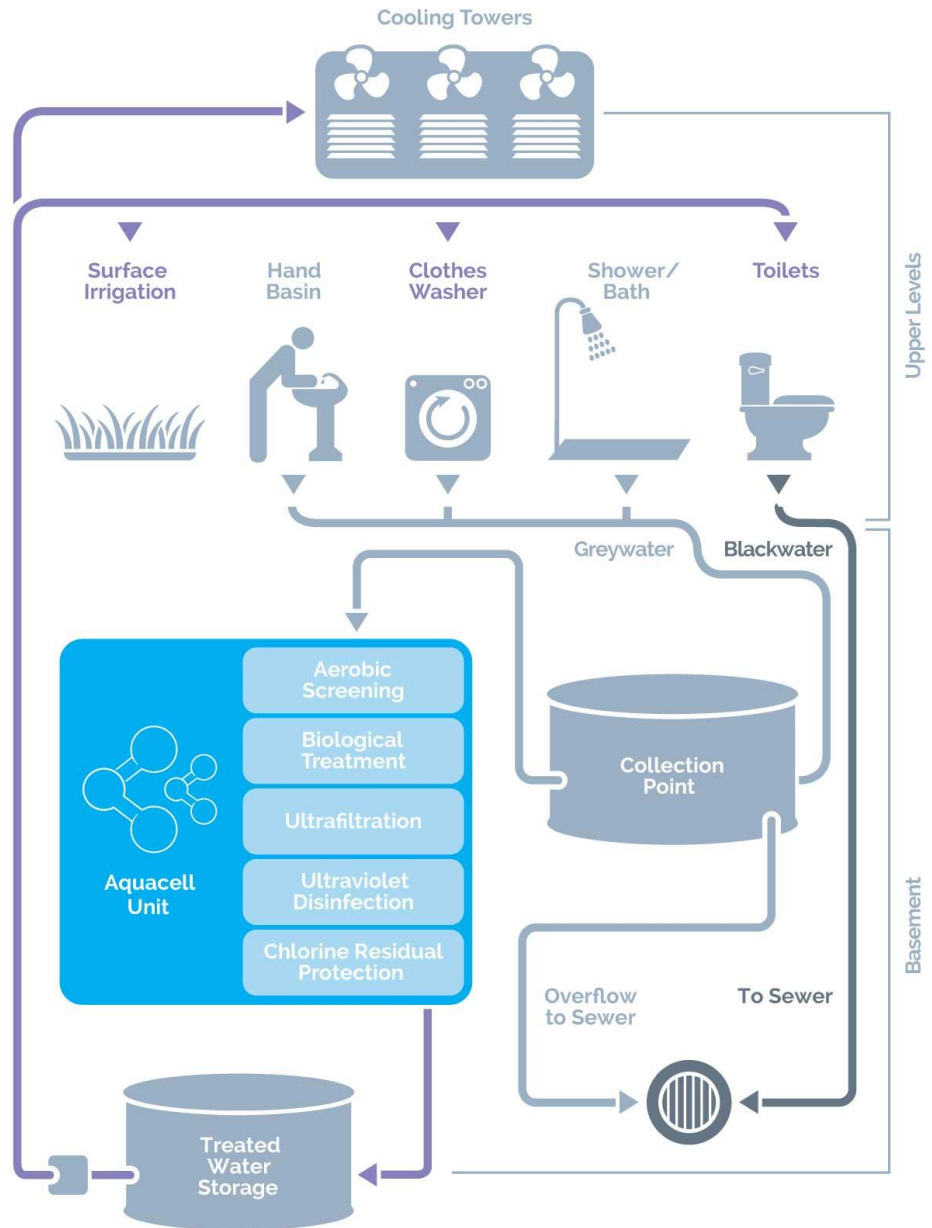 Cooling Towers
Surface
Irrigation
Hand
Basin
Clothes
Washer
Shower/
Bath
Toilets
Upper Levels
Greywater
Blackwater
Aerobic
Screening
Biological
Treatment
Ultrafiltration
Ultraviolet
Disinfection
Chlorine Residual
Protection
Aquacell
Unit
Collection
Point
Basement
Overflow
to Sewer
To Sewer
Treated
Water
Storage